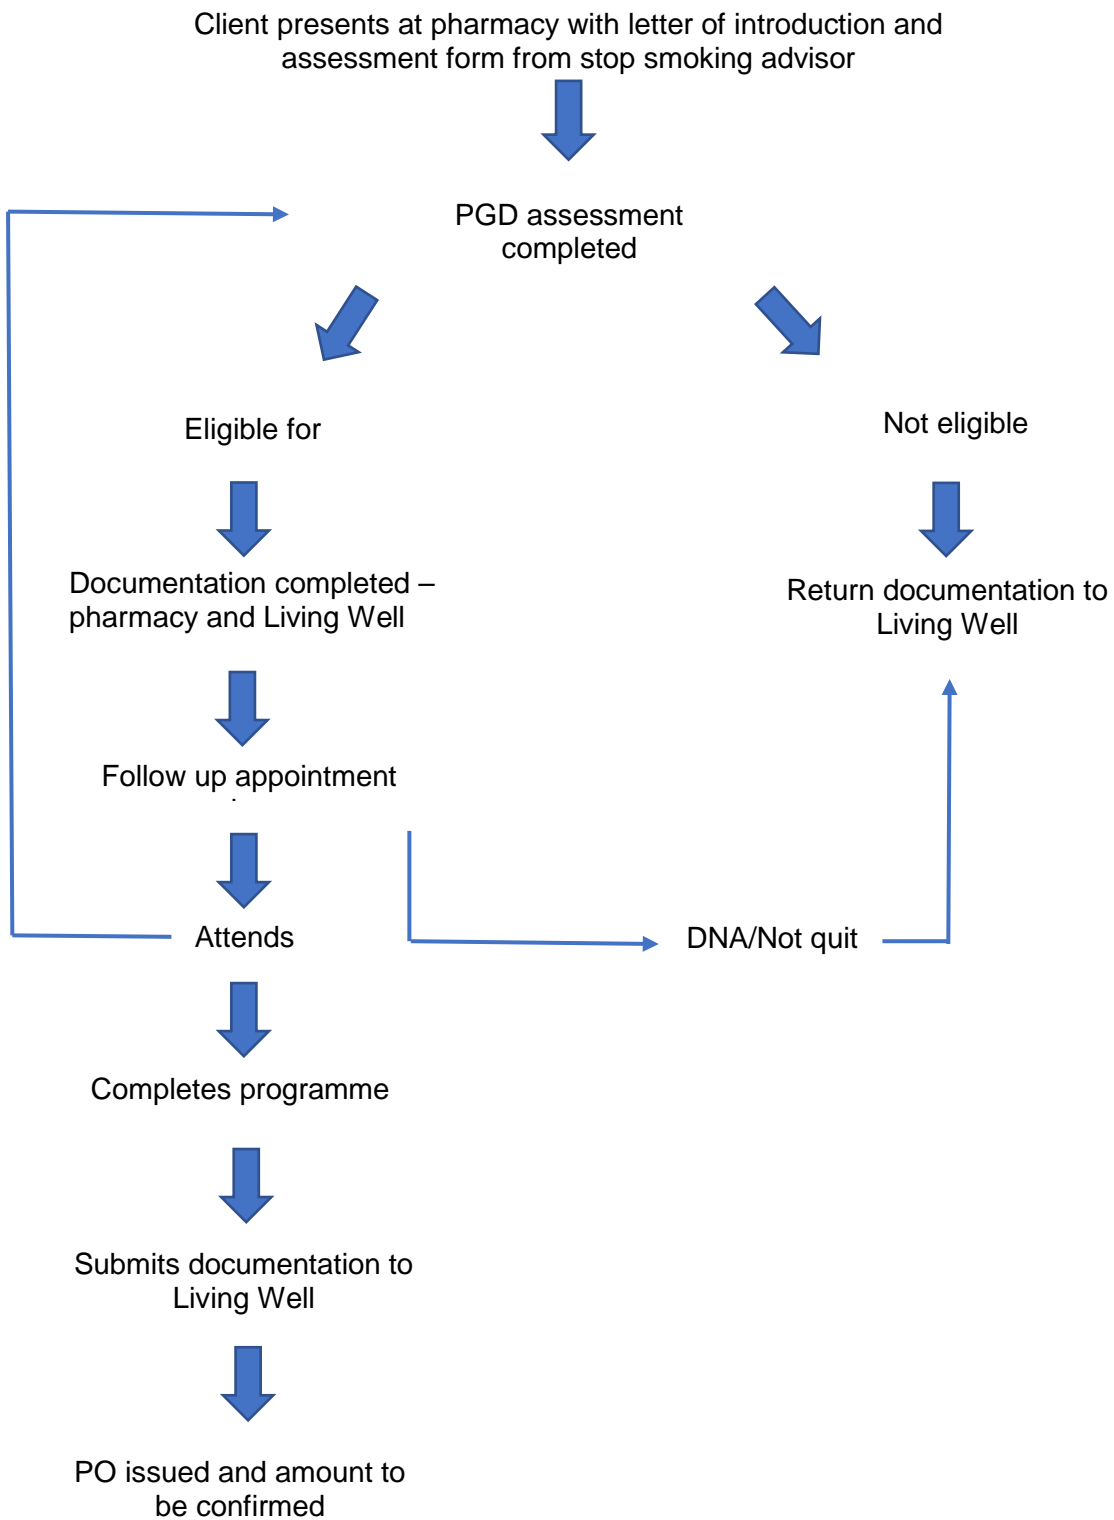 Client presents at pharmacy with letter of introduction and
assessment form from stop smoking advisor
PGD assessment
completed
Eligible for
Not eligible
Documentation completed –
pharmacy and Living Well
Return documentation to
Living Well
Follow up appointment
Attends
DNA/Not quit
Completes programme
Submits documentation to
Living Well
PO issued and amount to
be confirmed